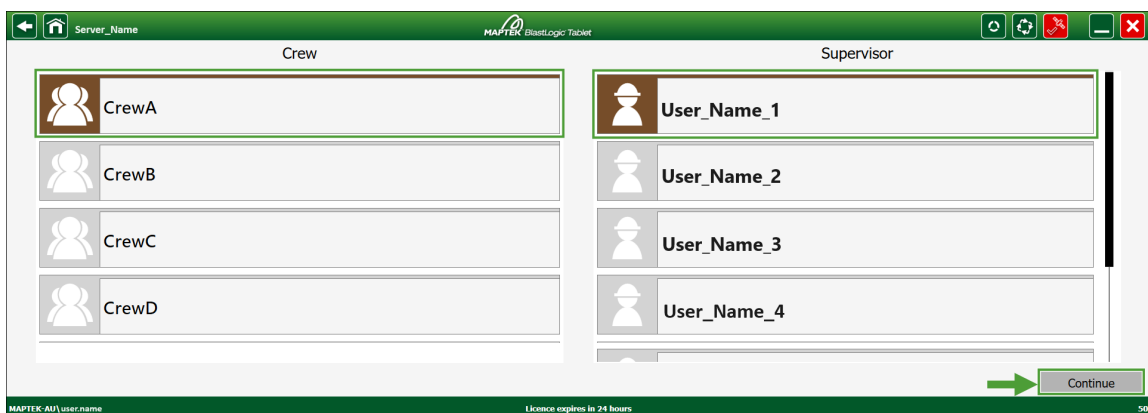 Server_Name
MAPTEK BlastLogic Tablet
Crew
Supervisor
CrewA
User_Name_1
CrewB
User_Name_2
CrewC
User_Name_3
CrewD
User_Name_4
Continue
MAPTEK-AU\user.name
Licence expires in 24 hours
50